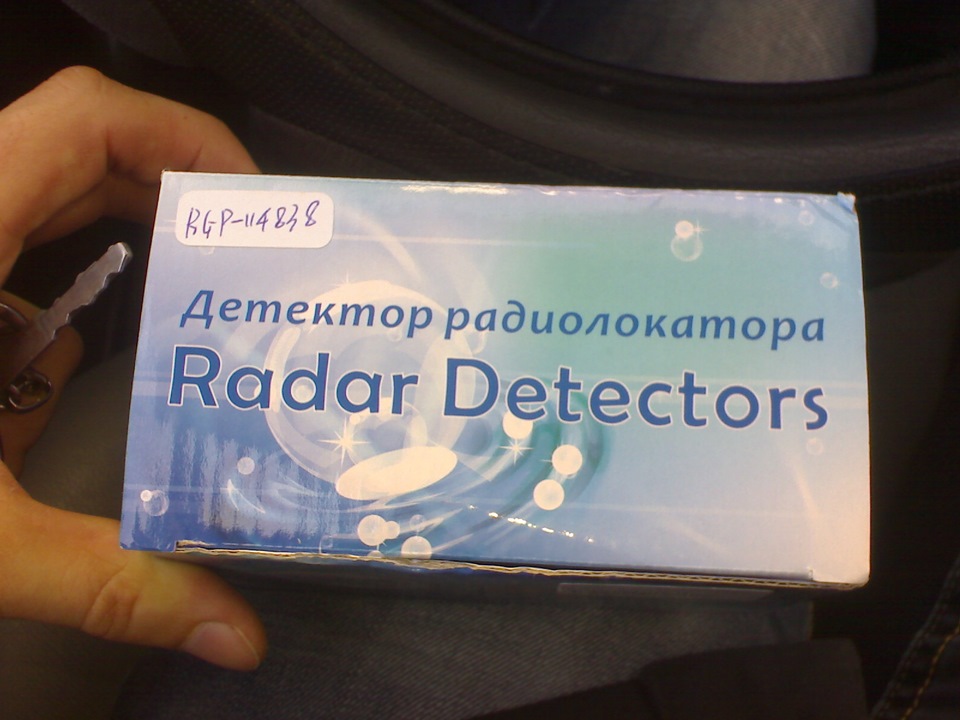 RGP-114838
Детектор радиолокатора
Radar Detectors